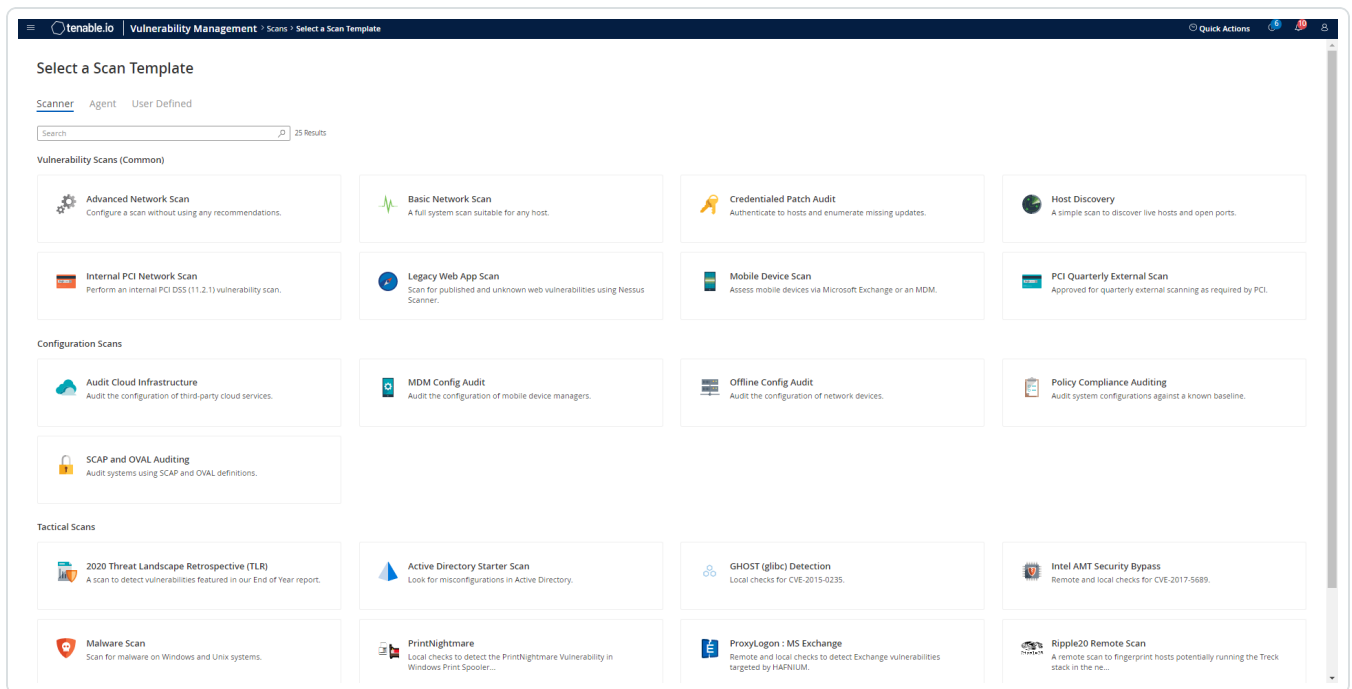 tenable.io Vulnerability Management > Scans > Select a Scan Template Quick Actions 6 10
Select a Scan Template
Scanner Agent User Defined
Search 25 Results
Vulnerability Scans (Common)
Advanced Network Scan
Configure a scan without using any recommendations.
Basic Network Scan
A full system scan suitable for any host.
Credentialed Patch Audit
Authenticate to hosts and enumerate missing updates.
Host Discovery
A simple scan to discover live hosts and open ports.
Internal PCI Network Scan
Perform an internal PCI DSS (11.2.1) vulnerability scan.
Legacy Web App Scan
Scan for published and unknown web vulnerabilities using Nessus
Scanner.
Mobile Device Scan
Assess mobile devices via Microsoft Exchange or an MDM.
PCI Quarterly External Scan
Approved for quarterly external scanning as required by PCI.
Configuration Scans
Audit Cloud Infrastructure
Audit the configuration of third-party cloud services.
MDM Config Audit
Audit the configuration of mobile device managers.
Offline Config Audit
Audit the configuration of network devices.
Policy Compliance Auditing
Audit system configurations against a known baseline.
SCAP and OVAL Auditing
Audit systems using SCAP and OVAL definitions.
Tactical Scans
2020 Threat Landscape Retrospective (TLR)
A scan to detect vulnerabilities featured in our End of Year report.
Active Directory Starter Scan
Look for misconfigurations in Active Directory.
GHOST (glibc) Detection
Local checks for CVE-2015-0235.
Intel AMT Security Bypass
Remote and local checks for CVE-2017-5689.
Malware Scan
Scan for malware on Windows and Unix systems.
PrintNightmare
Local checks to detect the PrintNightmare Vulnerability in
Windows Print Spooler...
ProxyLogon : MS Exchange
Remote and local checks to detect Exchange vulnerabilities
targeted by HAFNIUM.
Ripple20 Remote Scan
A remote scan to fingerprint hosts potentially running the Treck
stack in the ne...